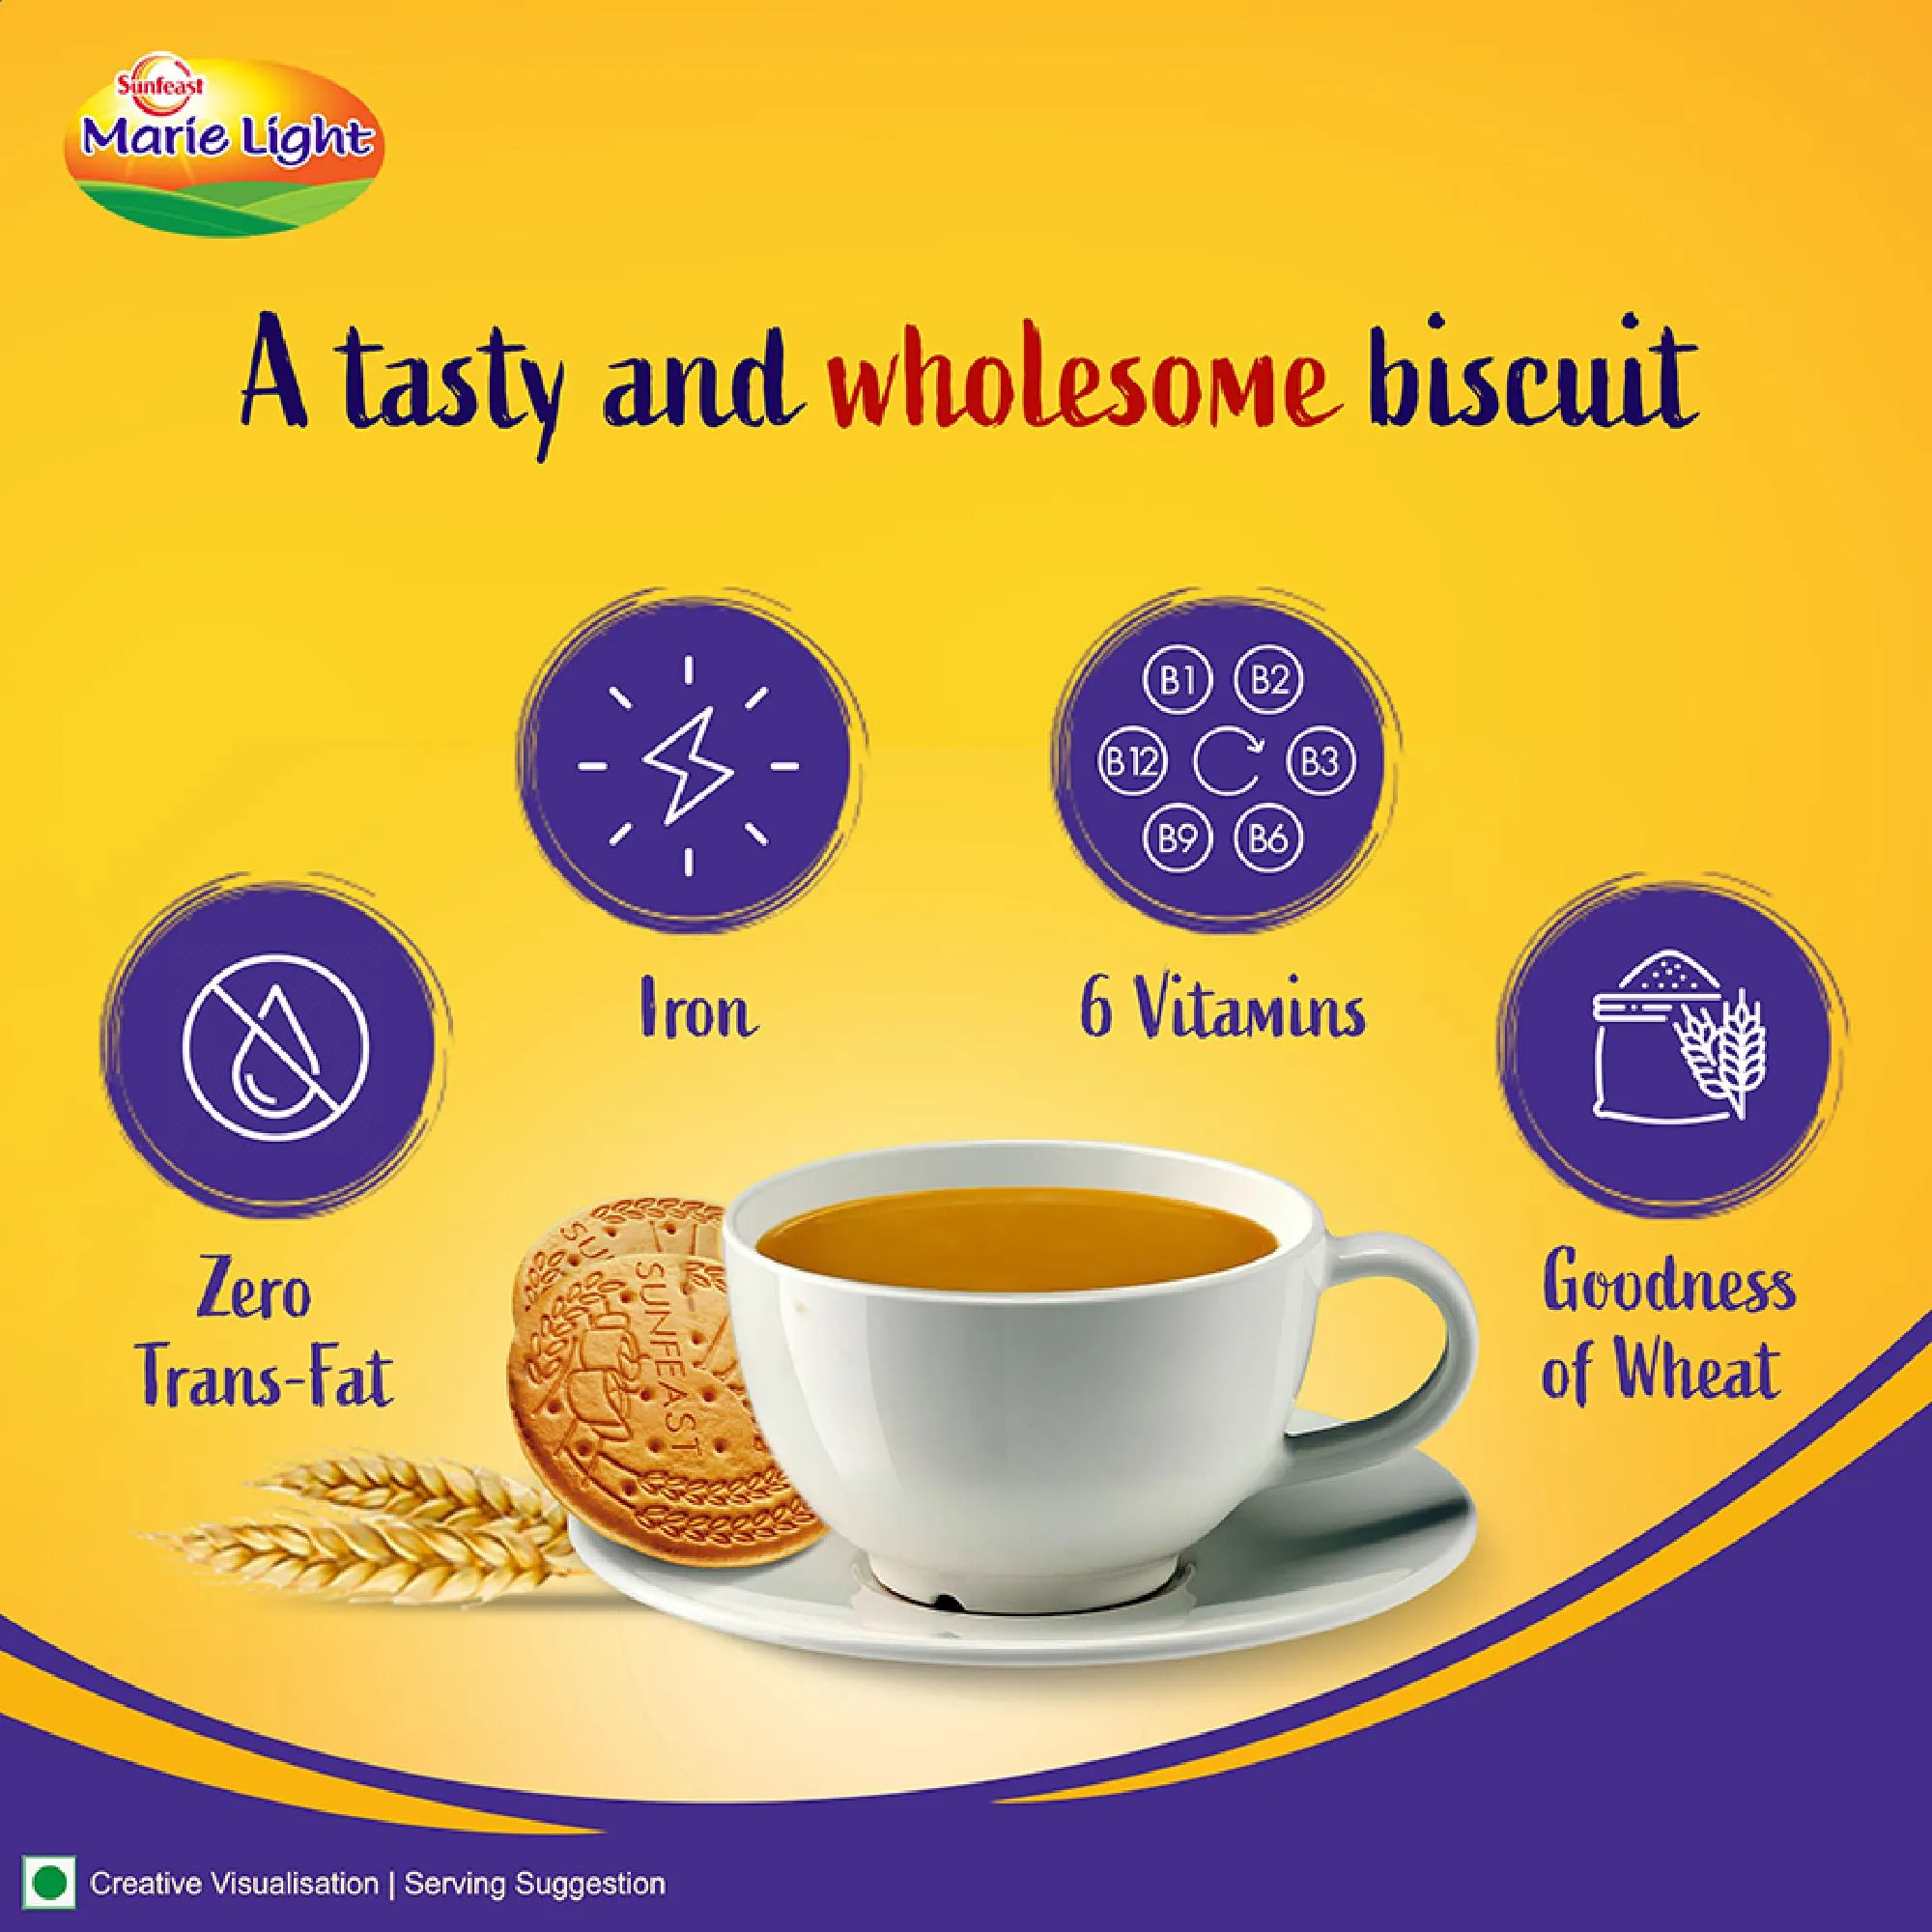 Sunfeast
Marie Light
A tasty and wholesome biscuit
B1 B2
B12 B3
B9 B6
Iron
6 Vitamins
Zero
Trans-Fat
Goodness
of Wheat
SU
SUNFEAST
Creative Visualisation | Serving Suggestion